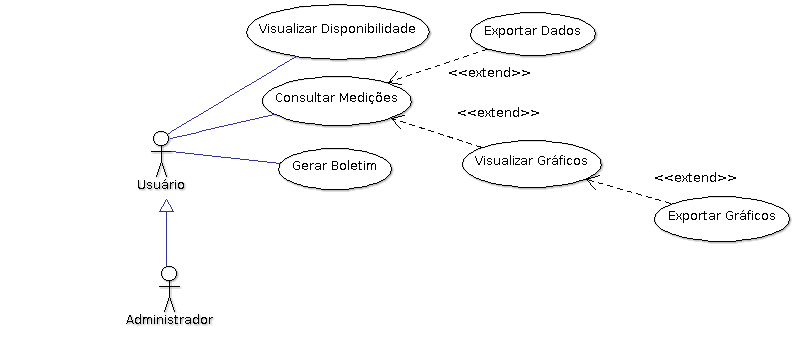 Visualizar Disponibilidade
Exportar Dados
<<extend>>
Consultar Medições
<<extend>>
Visualizar Gráficos
Gerar Boletim
<<extend>>
Usuário
Exportar Gráficos
Administrador